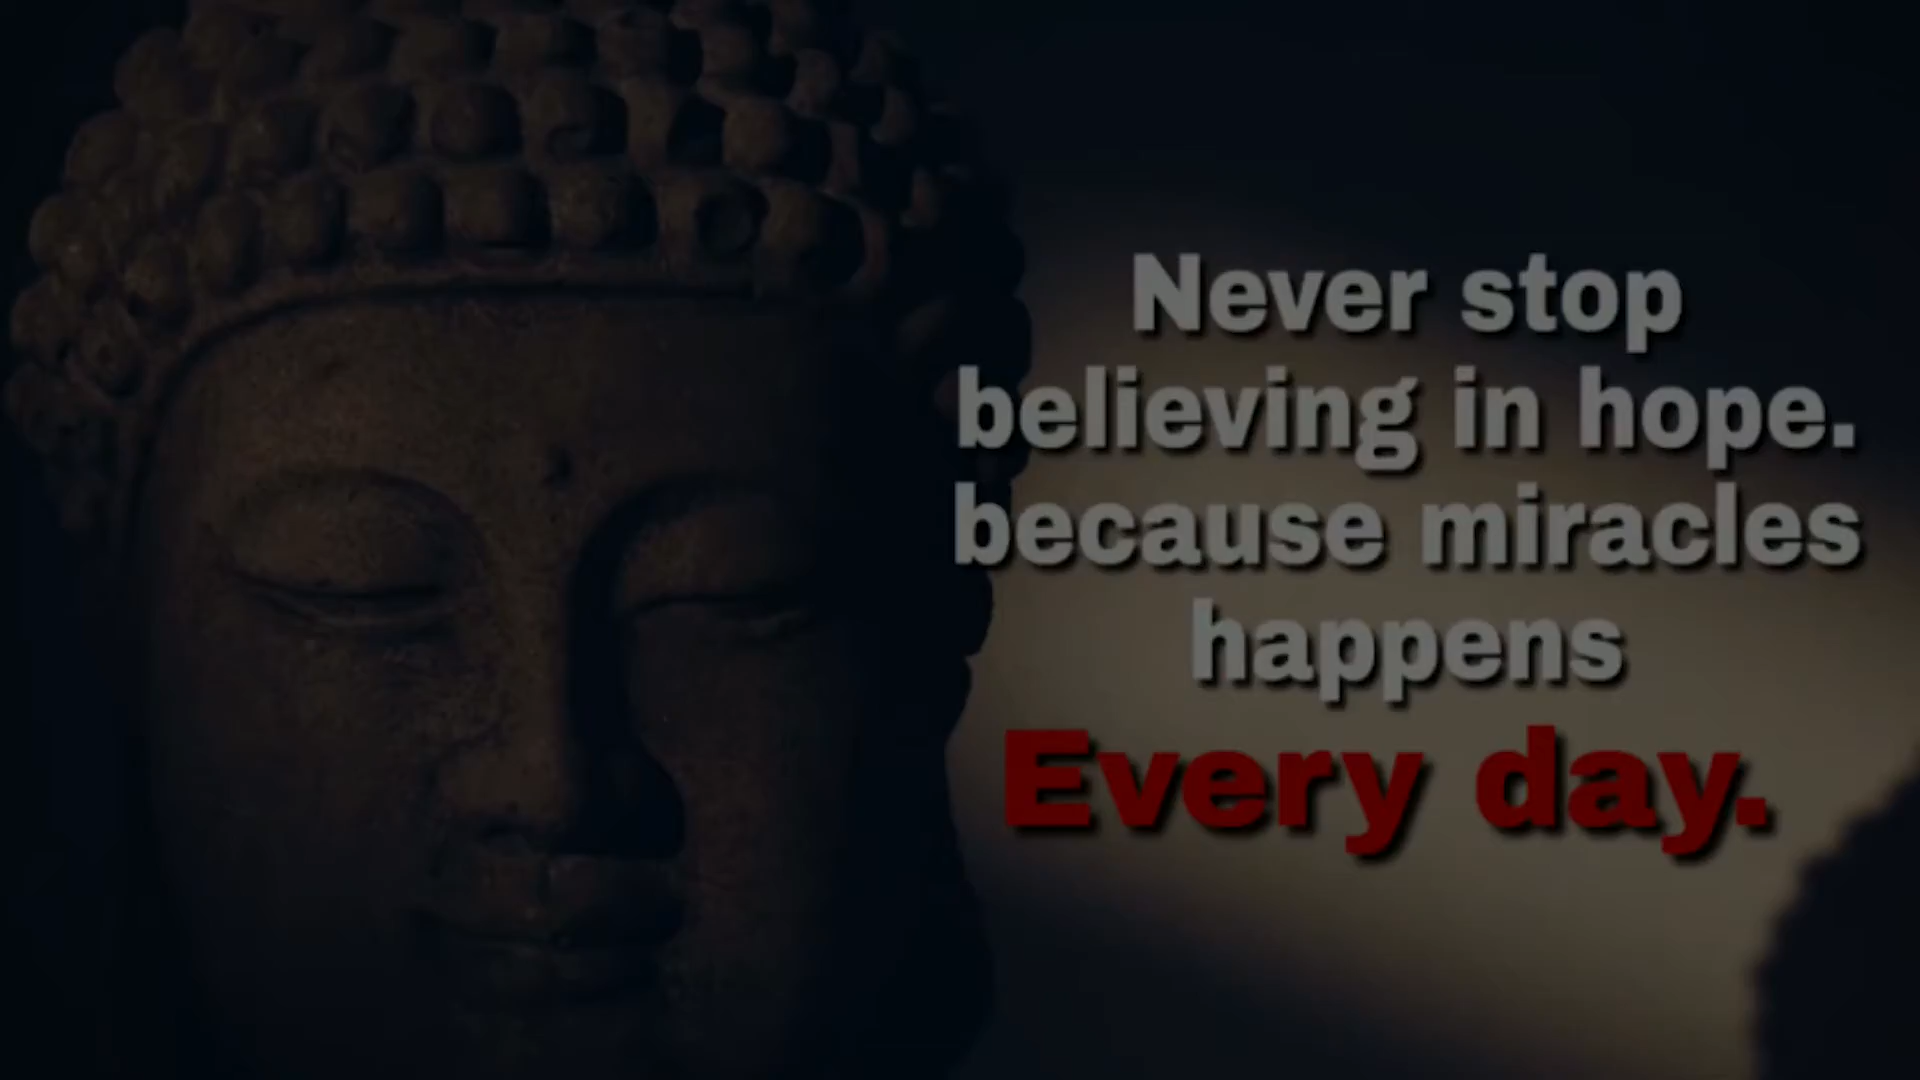 Never stop
believing in hope.
because miracles
happens
Every day.